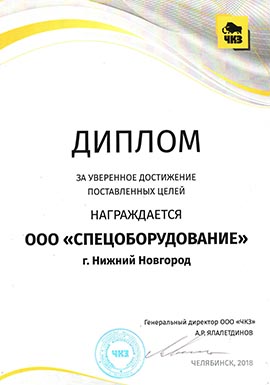 ЧКЗ
ДИПЛОМ
ЗА УВЕРЕННОЕ ДОСТИЖЕНИЕ
ПОСТАВЛЕННЫХ ЦЕЛЕЙ
НАГРАЖДАЕТСЯ
ООО «СПЕЦОБОРУДОВАНИЕ»
г. Нижний Новгород
Генеральный директор ООО «ЧКЗ»
А.Р. ЯЛАЛЕТДИНОВ
ЧКЗ
ЧЕЛЯБИНСК, 2018